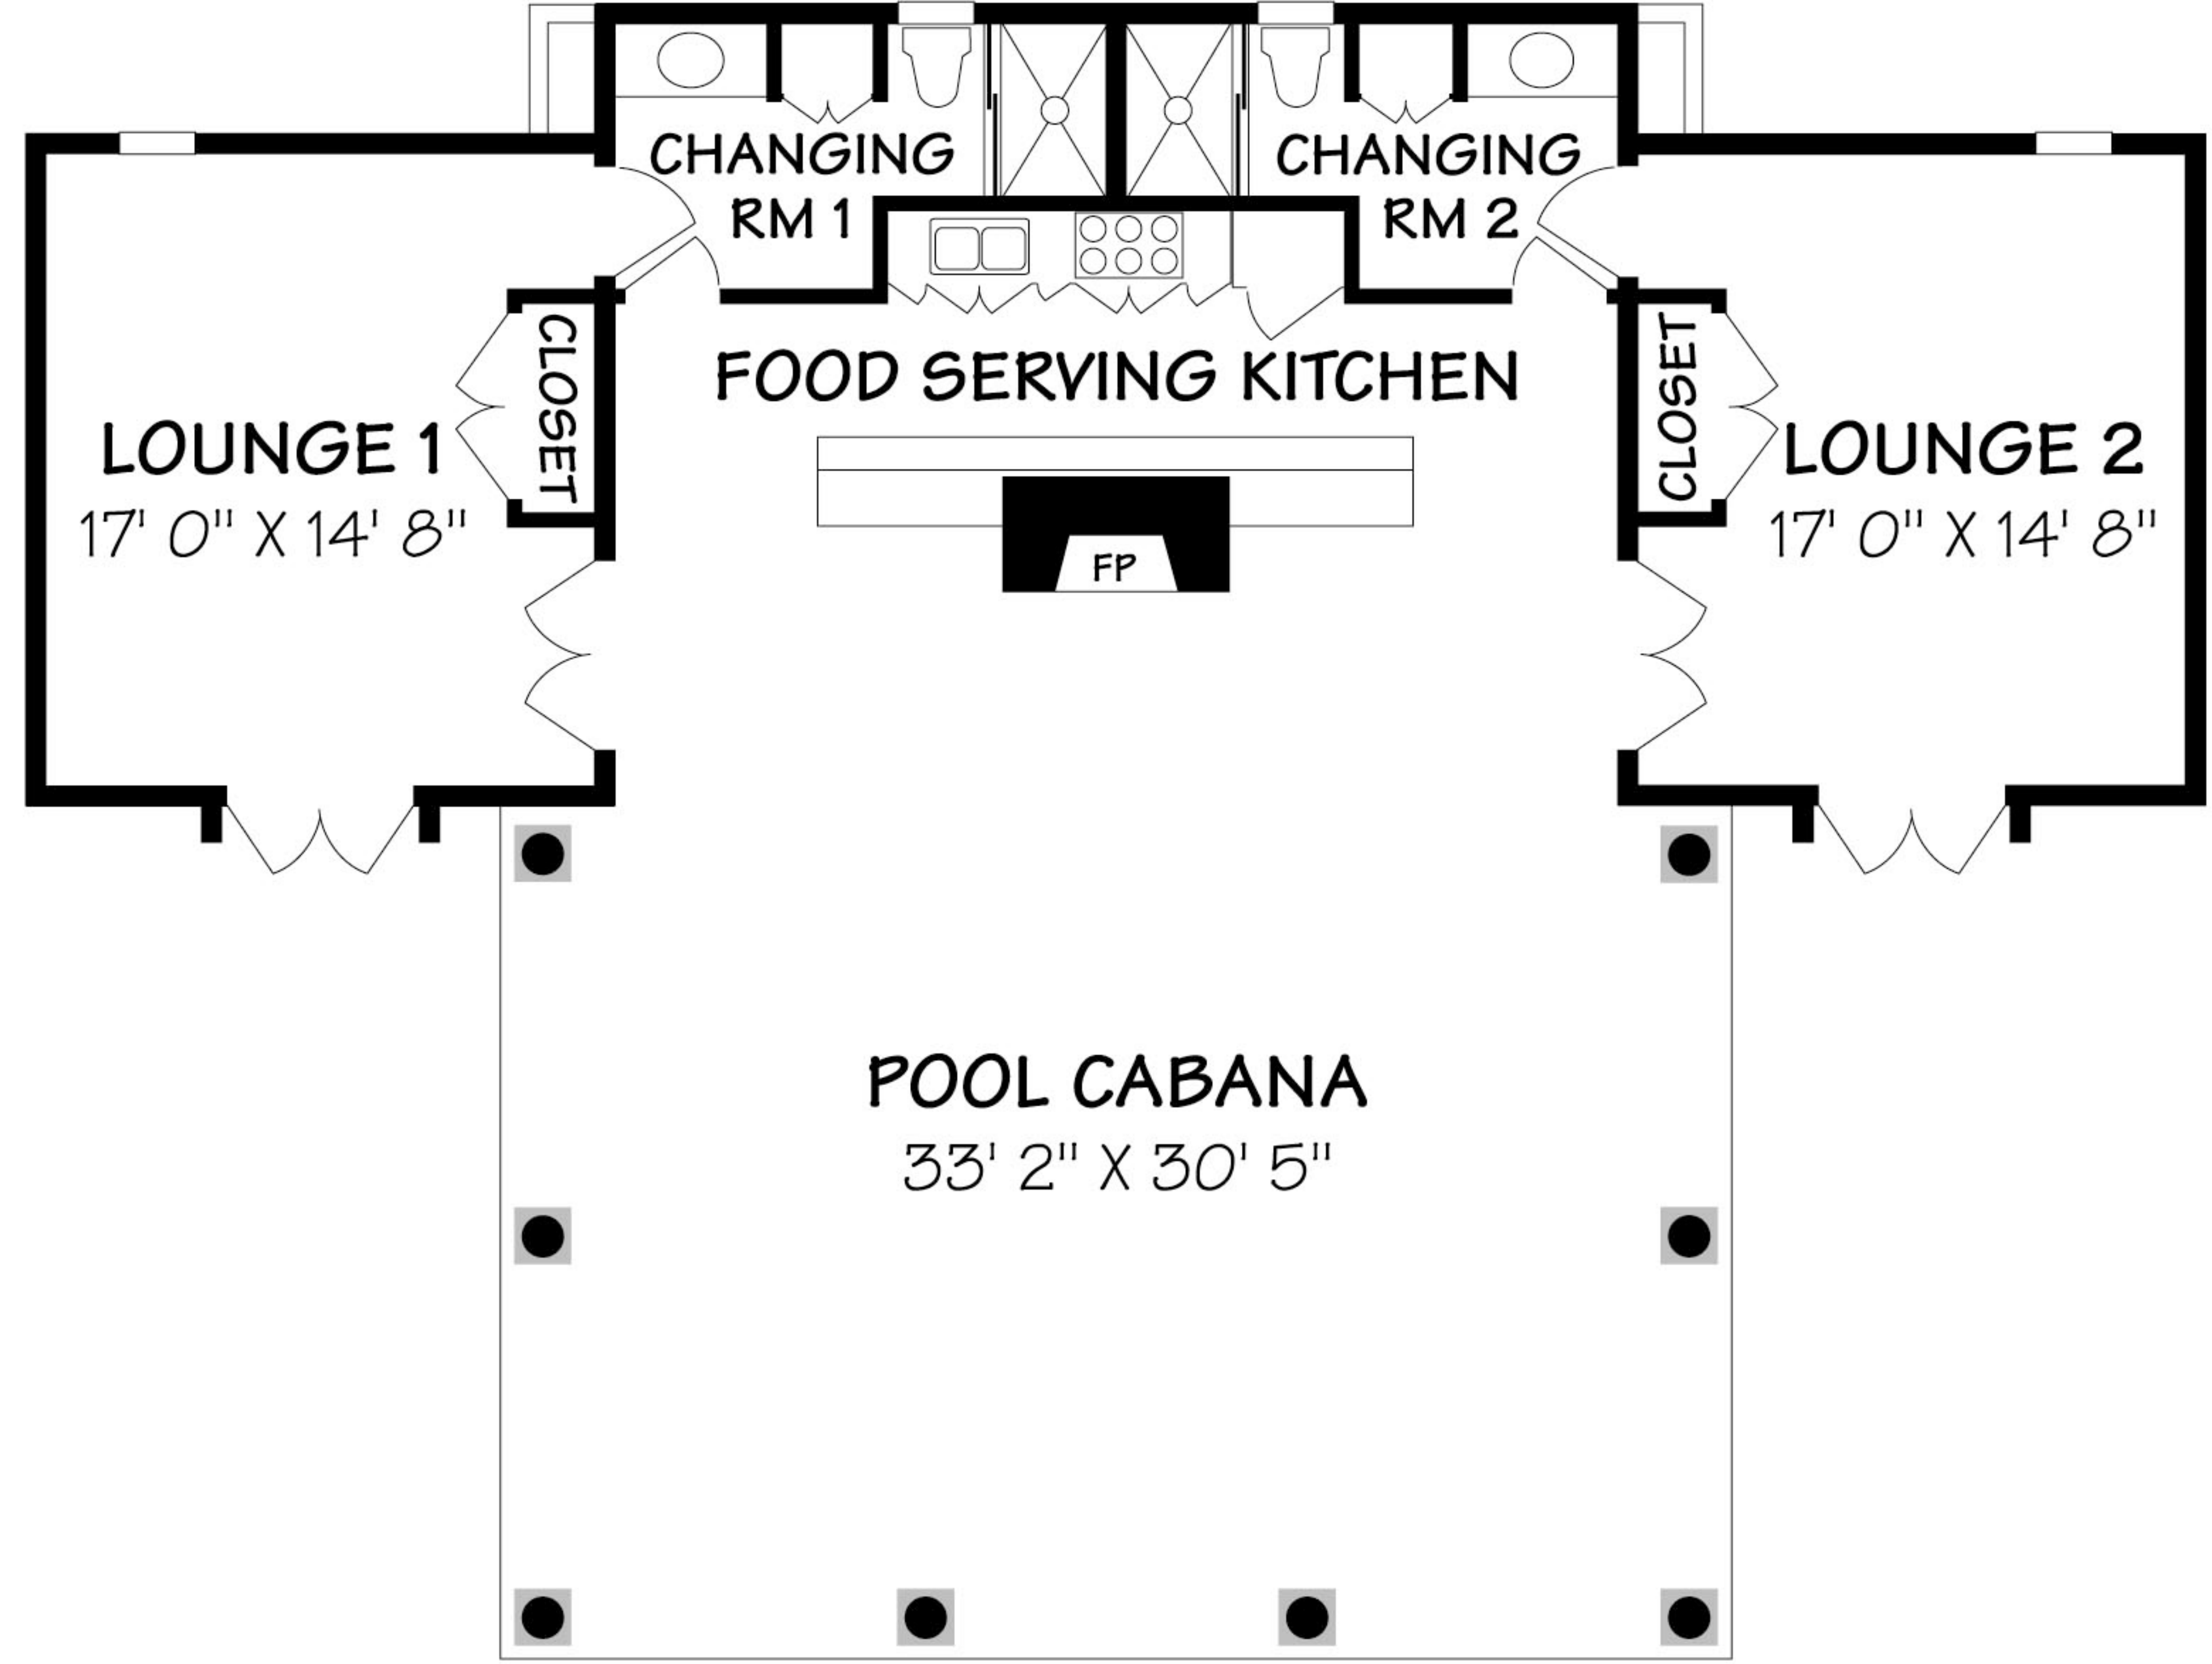 CHANGING
RM 1
CHANGING
RM 2
FOOD SERVING KITCHEN
CLOSET
CLOSET
LOUNGE 1
17' 0" X 14' 8"
LOUNGE 2
17' 0" X 14' 8"
FP
POOL CABANA
33' 2" X 30' 5"